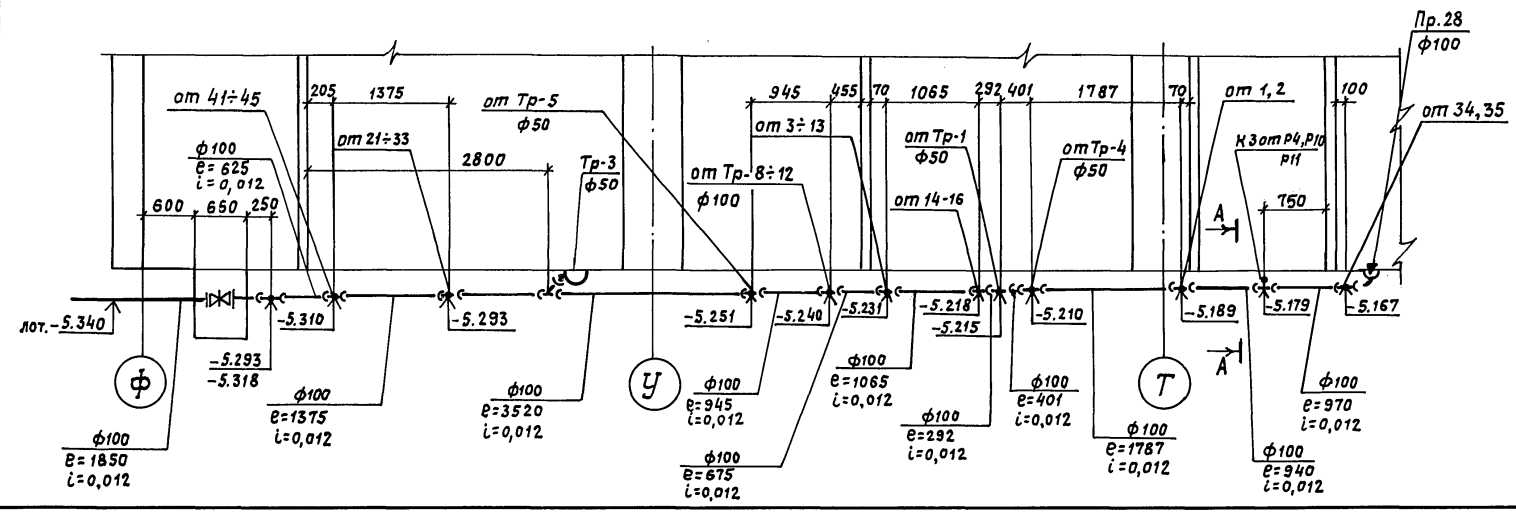 Пр.28
ф100
205
1375
945
455
70
1065
292
401
1787
70
100
от 41÷45
от Тр-5
ф50
от 1,2
от 34,35
ф100
ℓ=625
i=0,012
от 21÷33
2800
Тр-3
ф50
от 3÷13
от Тр-1
ф50
от Тр-4
ф50
К3 от Р4,Р10
Р11
от Тр-8÷12
ф100
от 14-16
600
650
250
А
750
лот.-5.340
-5.310
-5.293
-5.251
-5.240
-5.231
-5.218
-5.215
-5.210
-5.189
-5.179
-5.167
-5.293
-5.318
А
Ф
У
Т
ф100
ℓ=1850
i=0,012
ф100
ℓ=1375
i=0,012
ф100
ℓ=3520
i=0,012
ф100
ℓ=945
i=0,012
ф100
ℓ=675
i=0,012
ф100
ℓ=1065
i=0,012
ф100
ℓ=292
i=0,012
ф100
ℓ=401
i=0,012
ф100
ℓ=1787
i=0,012
ф100
ℓ=940
i=0,012
ф100
ℓ=970
i=0,012